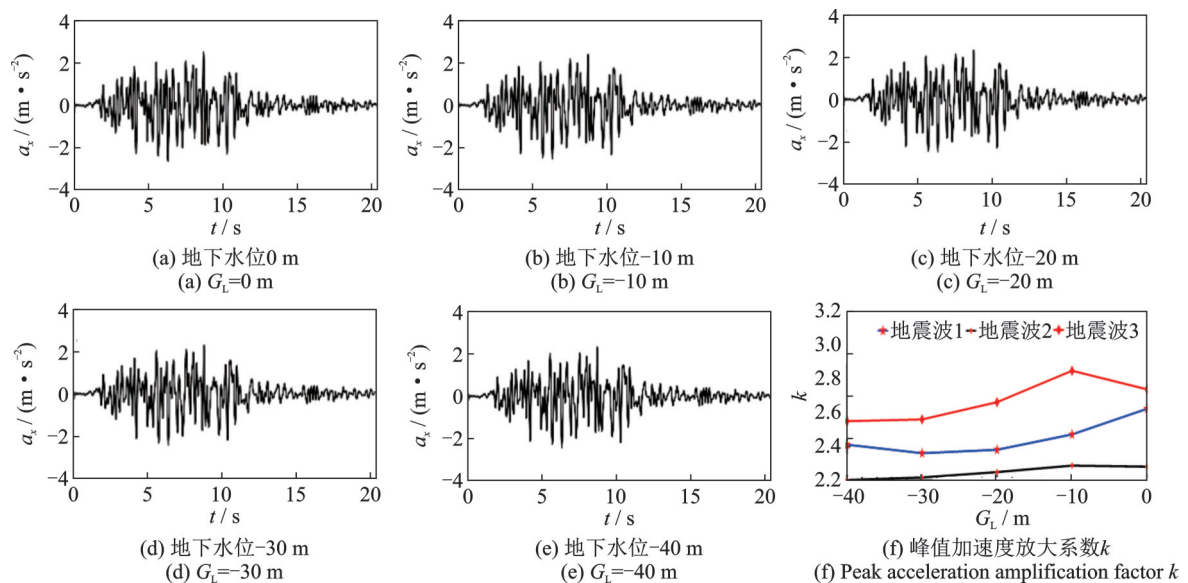 4
2
0
−2
−4
a_x / (m • s⁻²)
0 5 10 15 20
t / s
(a) 地下水位0 m
(a) G_L=0 m
4
2
0
−2
−4
a_x / (m • s⁻²)
0 5 10 15 20
t / s
(b) 地下水位−10 m
(b) G_L=−10 m
4
2
0
−2
−4
a_x / (m • s⁻²)
0 5 10 15 20
t / s
(c) 地下水位−20 m
(c) G_L=−20 m
4
2
0
−2
−4
a_x / (m • s⁻²)
0 5 10 15 20
t / s
(d) 地下水位−30 m
(d) G_L=−30 m
4
2
0
−2
−4
a_x / (m • s⁻²)
0 5 10 15 20
t / s
(e) 地下水位−40 m
(e) G_L=−40 m
地震波1 地震波2 地震波3
3.2
3.0
2.8
2.6
2.4
2.2
k
−40 −30 −20 −10 0
G_L / m
(f) 峰值加速度放大系数k
(f) Peak acceleration amplification factor k